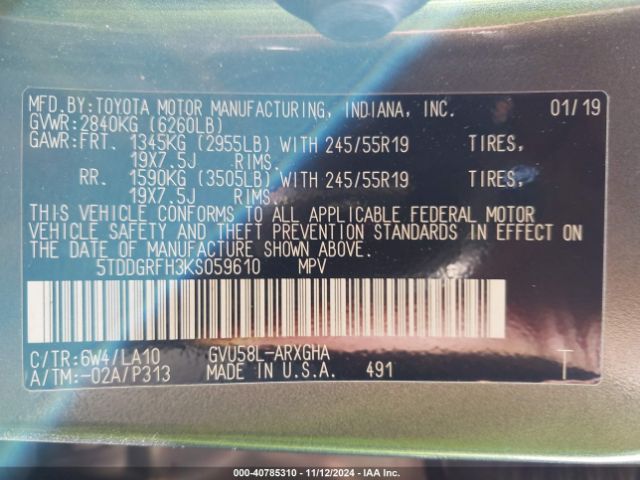 MFD.BY:TOYOTA MOTOR MANUFACTURING, INDIANA, INC. 01/19
GVWR:2840KG (6260LB)
GAWR:FRT. 1345KG (2955LB) WITH 245/55R19 TIRES,
19X7.5J RIMS.
RR. 1590KG (3505LB) WITH 245/55R19 TIRES,
19X7.5J RIMS.
THIS VEHICLE CONFORMS TO ALL APPLICABLE FEDERAL MOTOR
VEHICLE SAFETY AND THEFT PREVENTION STANDARDS IN EFFECT ON
THE DATE OF MANUFACTURE SHOWN ABOVE.
5TDDGRFH3KS059610 MPV
C/TR:6W4/LA10 GVU58L-ARXGHA
A/TM:-02A/P313 MADE IN U.S.A. 491 T
000-40785310 - 11/12/2024 - IAA Inc.